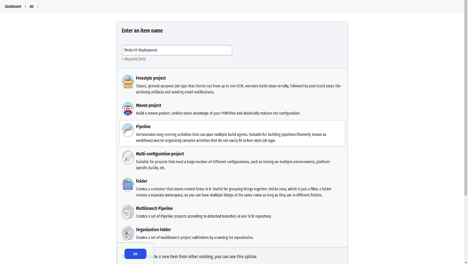 Dashboard > All >
Enter an item name
» Required field
Freestyle project
Classic, general-purpose job type that checks out from up to one SCM, executes build steps serially, followed by post-build steps like
archiving artifacts and sending email notifications.
Maven project
Build a maven project. Jenkins takes advantage of your POM files and drastically reduces the configuration.
Pipeline
Orchestrates long-running activities that can span multiple build agents. Suitable for building pipelines (formerly known as
workflows) and/or organizing complex activities that do not easily fit in free-style job type.
Multi-configuration project
Suitable for projects that need a large number of different configurations, such as testing on multiple environments, platform-
specific builds, etc.
Folder
Creates a container that stores nested items in it. Useful for grouping things together. Unlike view, which is just a filter, a folder
creates a separate namespace, so you can have multiple things of the same name as long as they are in different folders.
Multibranch Pipeline
Creates a set of Pipeline projects according to detected branches in one SCM repository.
Organization Folder
Creates a set of multibranch project subfolders by scanning for repositories.
OK
a new item from other existing, you can use this option: